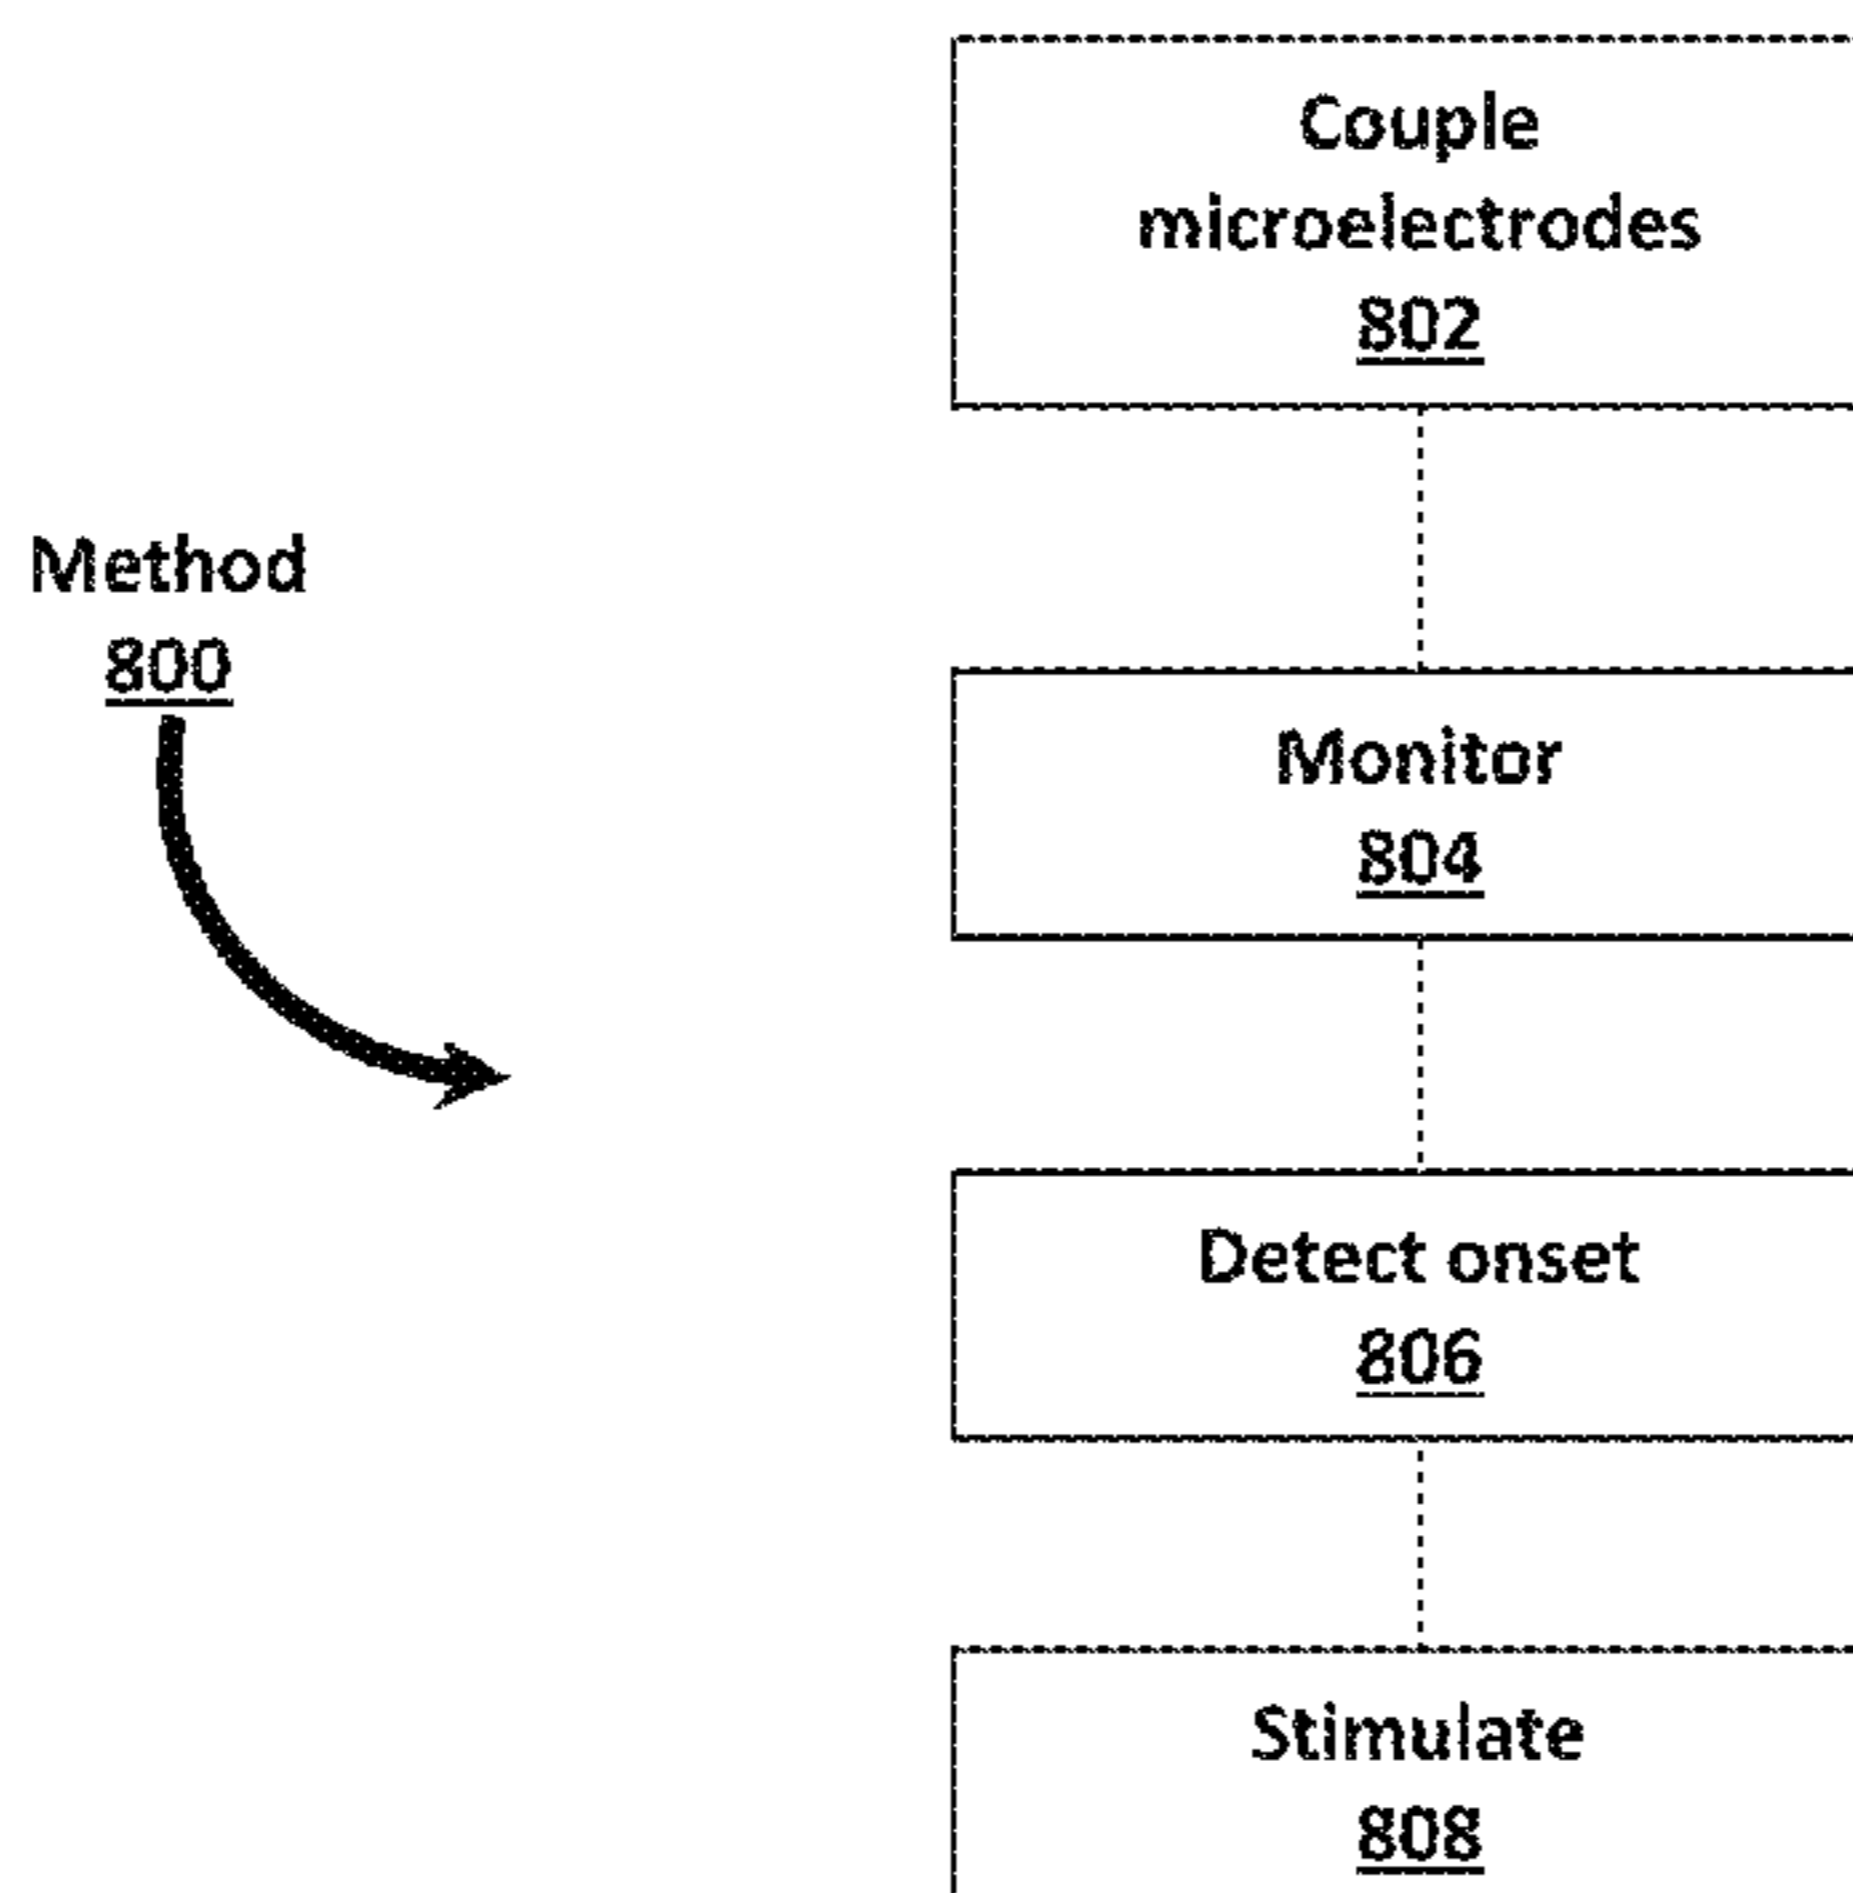 Couple
microelectrodes
802
Method
800
Monitor
804
Detect onset
806
Stimulate
808